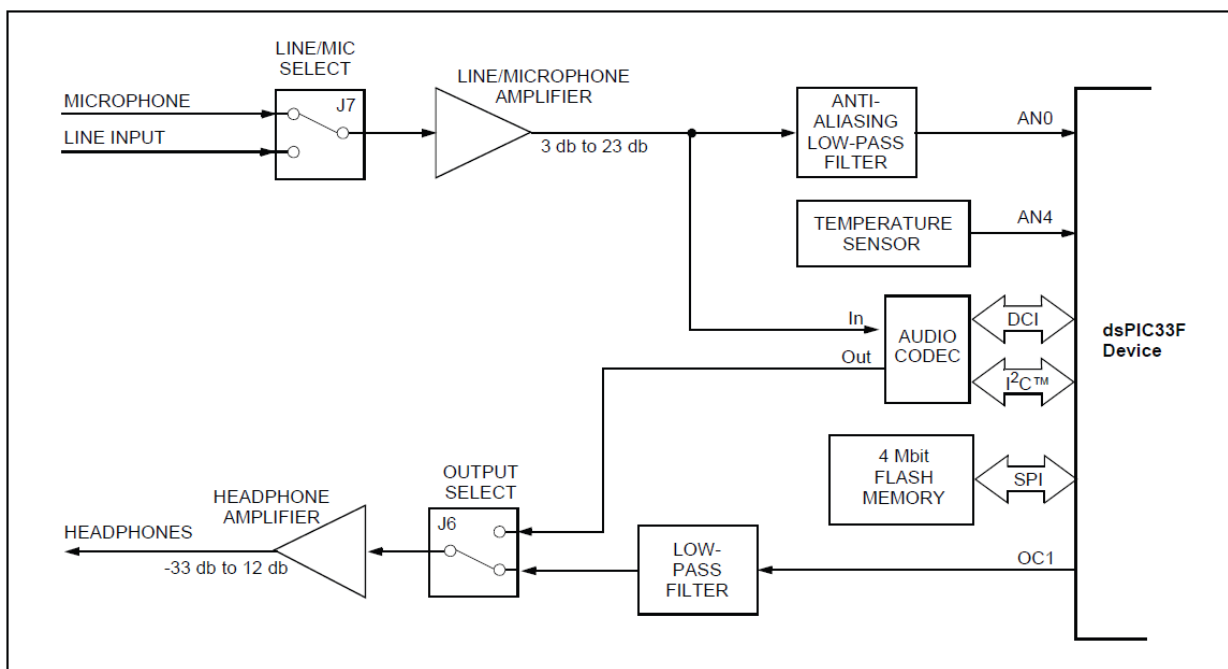 LINE/MIC
SELECT
J7
MICROPHONE
LINE INPUT
LINE/MICROPHONE
AMPLIFIER
3 db to 23 db
ANTI-
ALIASING
LOW-PASS
FILTER
AN0
TEMPERATURE
SENSOR
AN4
In
Out
AUDIO
CODEC
DCI
I²C™
dsPIC33F
Device
4 Mbit
FLASH
MEMORY
SPI
OUTPUT
SELECT
J6
HEADPHONE
AMPLIFIER
HEADPHONES
-33 db to 12 db
LOW-
PASS
FILTER
OC1